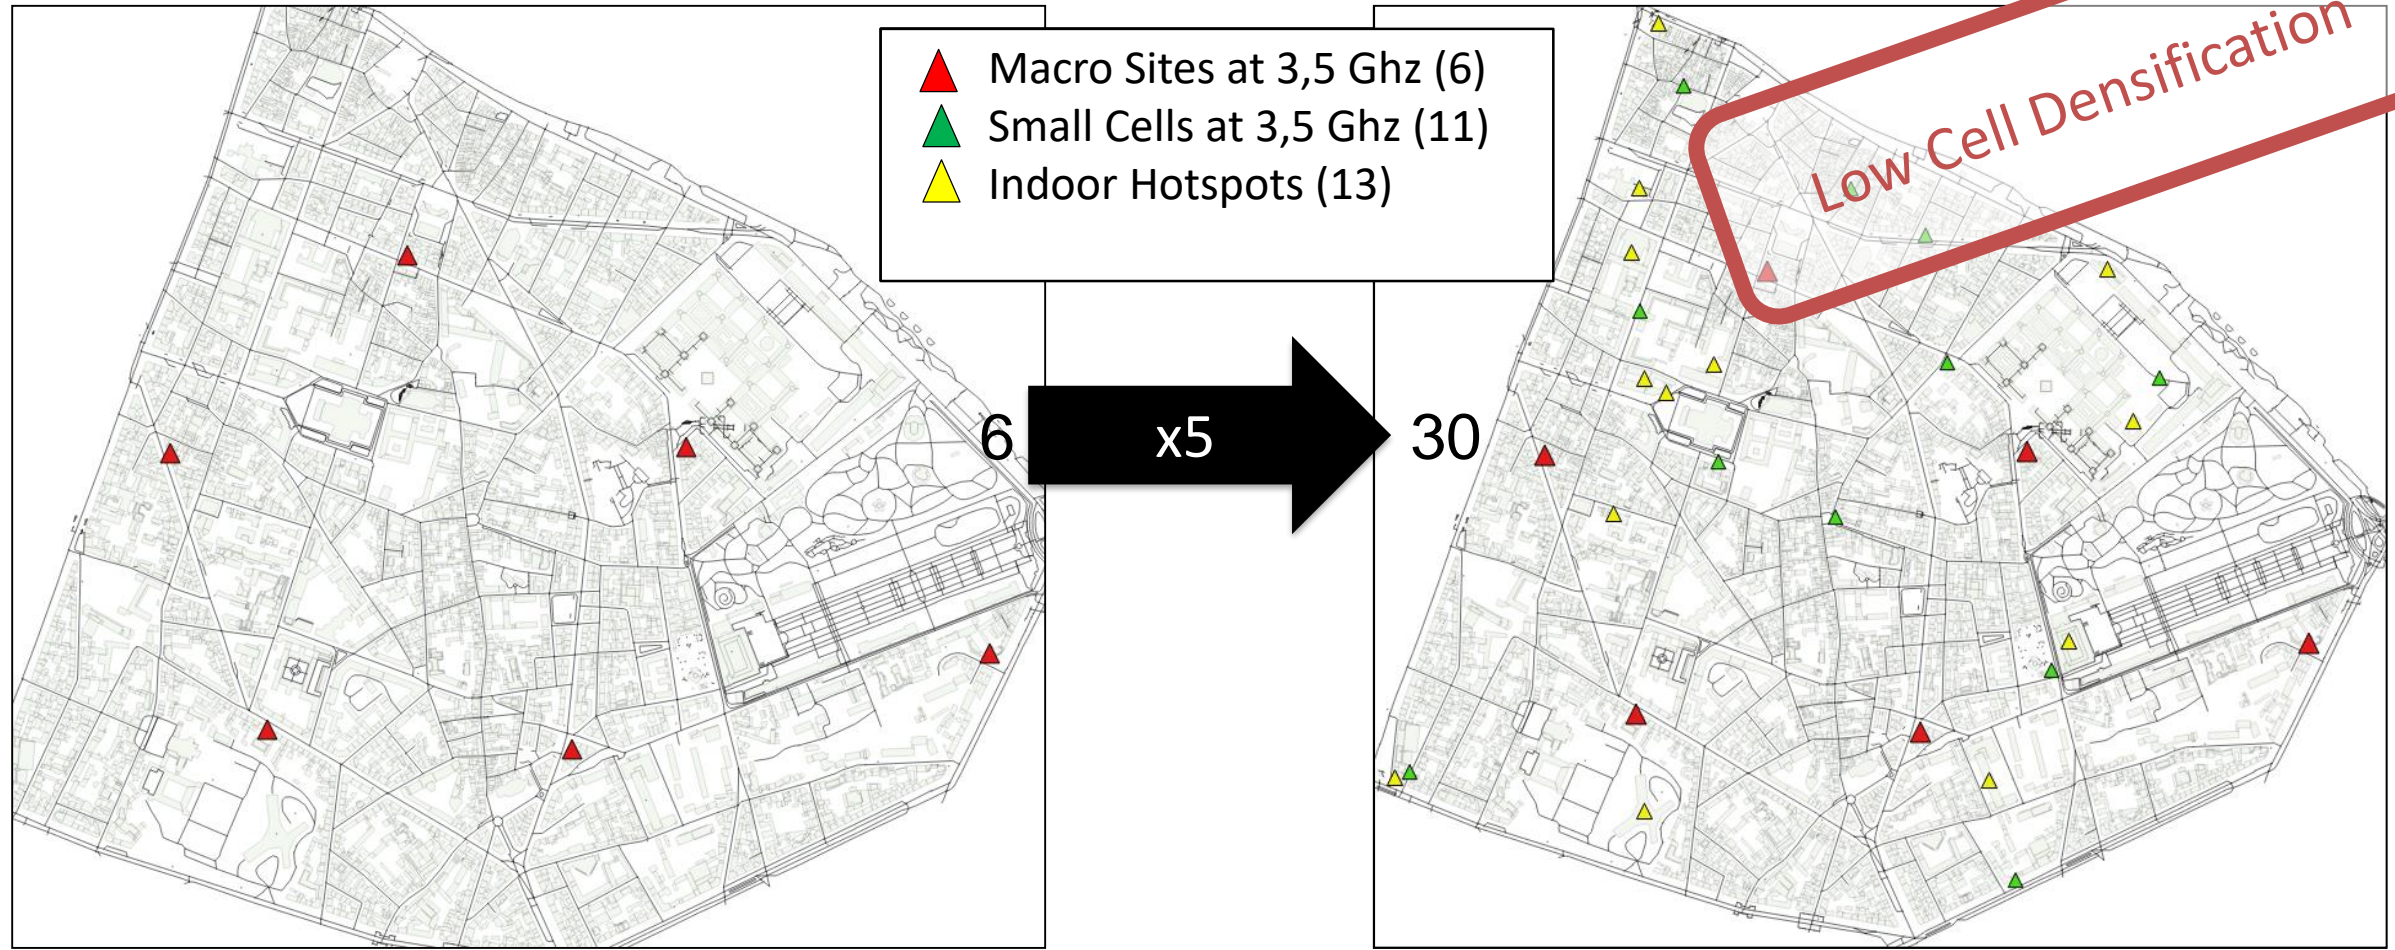 Macro Sites at 3,5 Ghz (6)
Small Cells at 3,5 Ghz (11)
Indoor Hotspots (13)
Low Cell Densification
6
x5
30